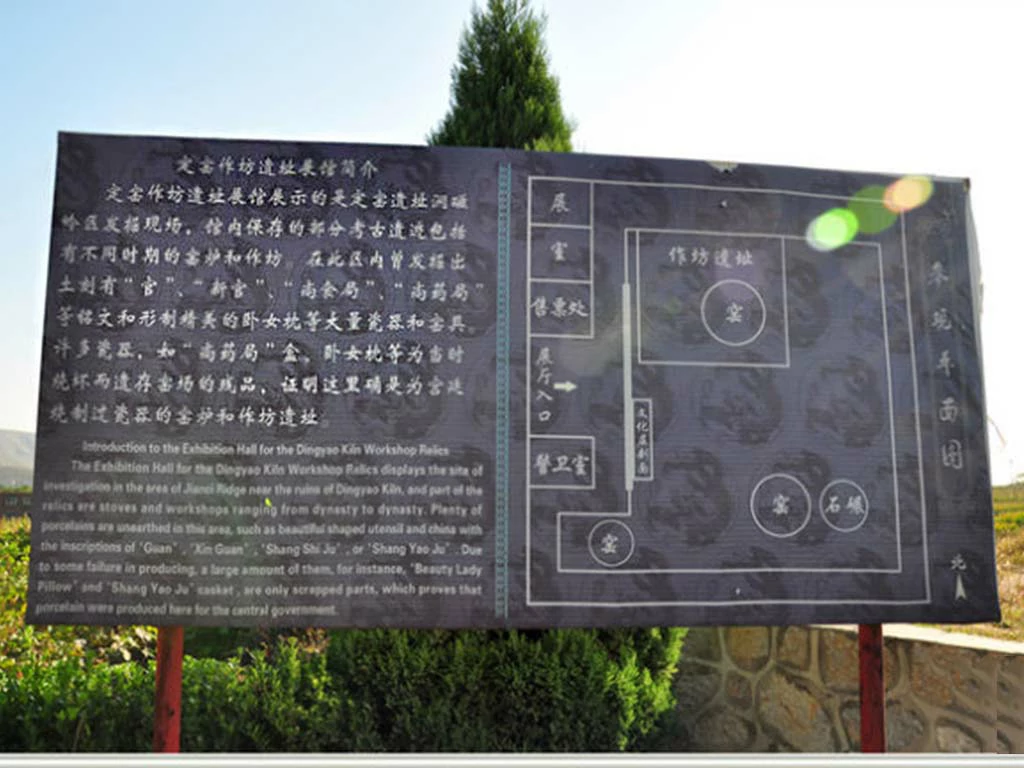 定窑作坊遗址展馆简介
定窑作坊遗址展馆展示的是定窑遗址涧磁
岭区发掘现场。馆内保存的部分考古遗迹包括
有不同时期的窑炉和作坊。在此区内曾发掘出
土刻有“官”、“新官”、“尚食局”、“尚药局”
等铭文和形制精美的卧女枕等大量瓷器和窑具。
许多瓷器，如“尚药局”盒，卧女枕等为当时
烧坏而遗存窑场的残品，证明这里确是为宫廷
烧制过瓷器的窑炉和作坊遗址。
Introduction to the Exhibition Hall for the Dingyao Kiln Workshop Relics
The Exhibition Hall for the Dingyao Kiln Workshop Relics displays the site of
investigation in the area of Jianci Ridge near the ruins of Dingyao Kiln, and part of the
relics are stoves and workshops ranging from dynasty to dynasty. Plenty of
porcelains are unearthed in this area, such as beautiful shaped utensil and china with
the inscriptions of 'Guan', 'Xin Guan', 'Shang Shi Ju', or 'Shang Yao Ju'. Due
to some failure in producing, a large amount of them, for instance, 'Beauty Lady
Pillow' and 'Shang Yao Ju' casket, are only scrapped parts, which proves that
porcelain were produced here for the central government.
展
室
售票处
展厅入口
警卫室
作坊遗址
窑
文化层剖面
窑
石碾
窑
参观平面图
北